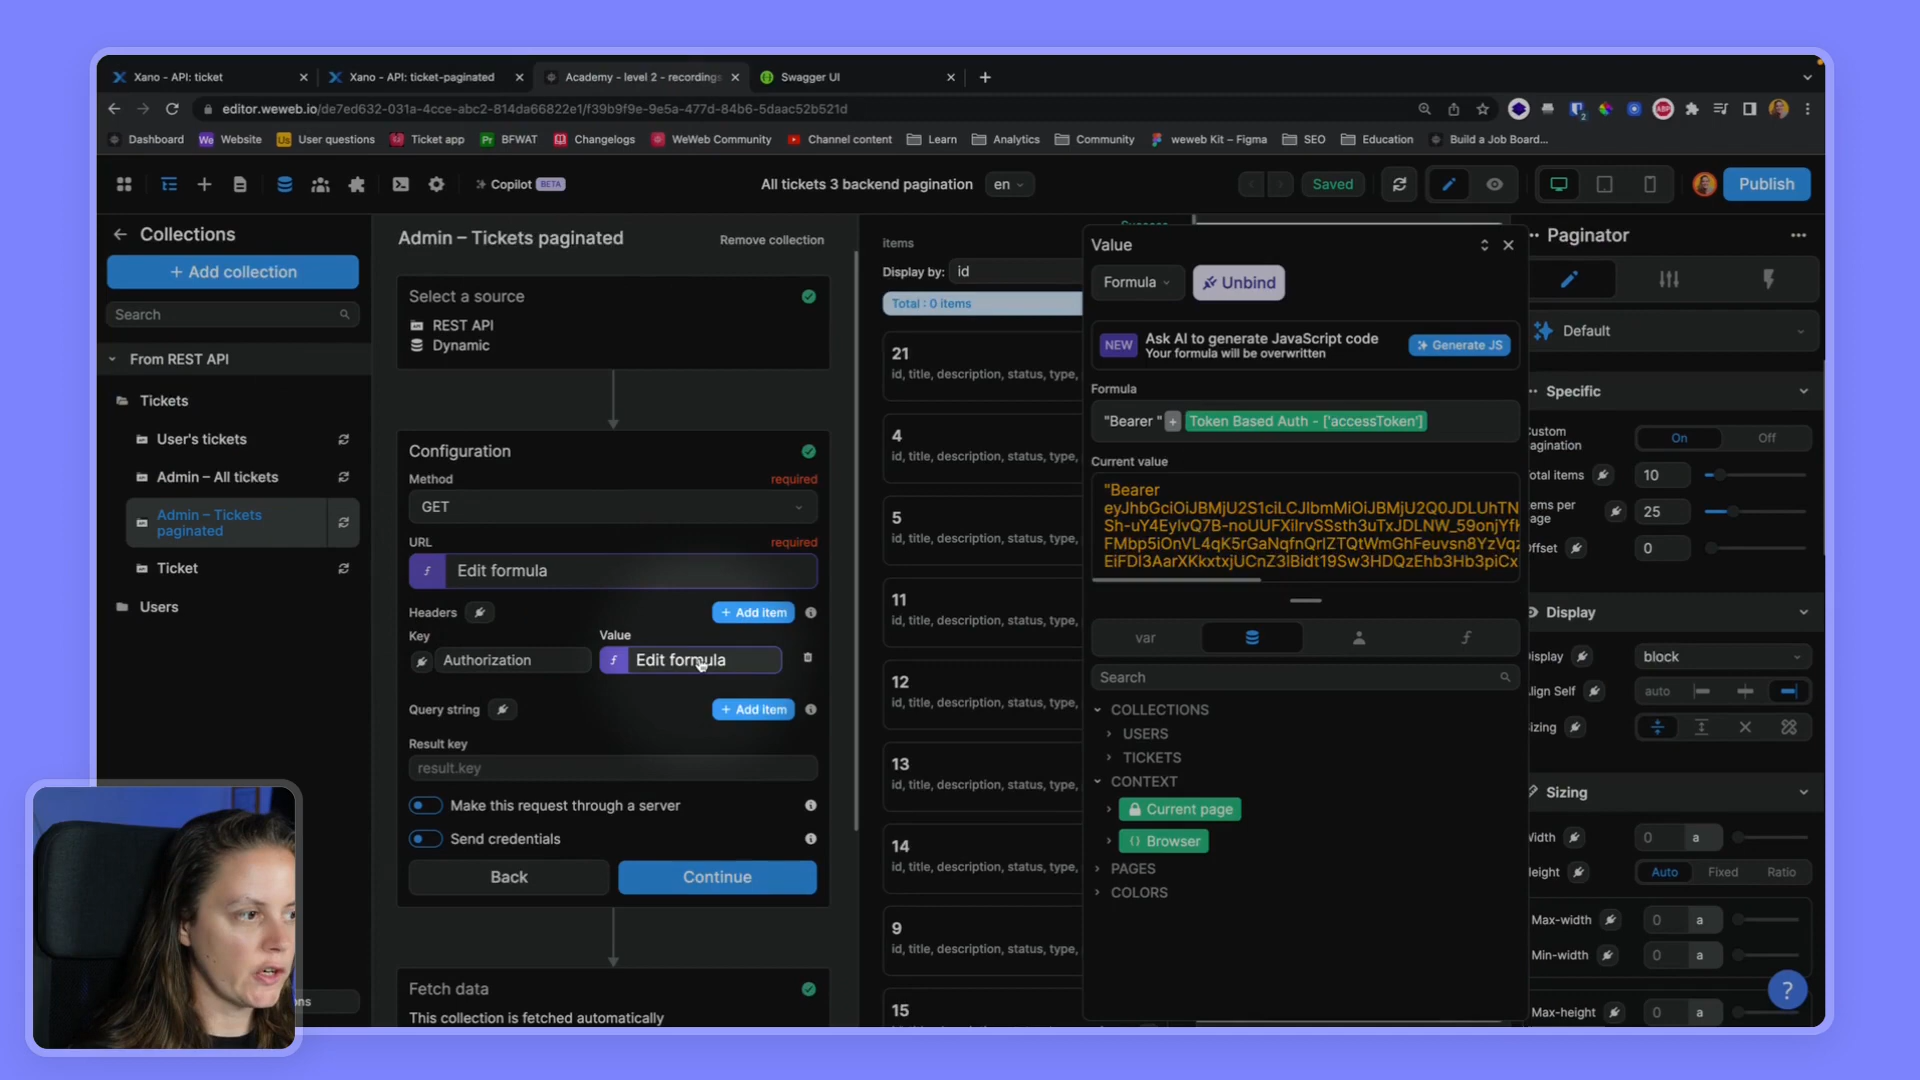 Xano - API: ticket
Xano - API: ticket-paginated
Academy - level 2 - recordings
Swagger UI
editor.weweb.io/de7ed632-031a-4cce-abc2-814da66822e1/f39b9f9e-9e5a-477d-84b6-5daac52b521d
Dashboard
Website
User questions
Ticket app
BFWAT
Changelogs
WeWeb Community
Channel content
Learn
Analytics
Community
weweb Kit – Figma
SEO
Education
Build a Job Board...
Copilot BETA
All tickets 3 backend pagination
en
Saved
Publish
Collections
+ Add collection
Search
From REST API
Tickets
User's tickets
Admin – All tickets
Admin – Tickets
paginated
Ticket
Users
Admin – Tickets paginated
Remove collection
Select a source
REST API
Dynamic
Configuration
Method
required
GET
URL
required
Edit formula
Headers
+ Add item
Key
Value
Authorization
Edit formula
Query string
+ Add item
Result key
result.key
Make this request through a server
Send credentials
Back
Continue
Fetch data
This collection is fetched automatically
items
Display by: id
Total : 0 items
21
id, title, description, status, type,
4
id, title, description, status, type,
5
id, title, description, status, type,
11
id, title, description, status, type,
12
id, title, description, status, type,
13
id, title, description, status, type,
14
id, title, description, status, type,
9
id, title, description, status, type,
15
Value
Formula
Unbind
NEW
Ask AI to generate JavaScript code
Your formula will be overwritten
Generate JS
Formula
"Bearer " + Token Based Auth - ['accessToken']
Current value
"Bearer
var
Search
COLLECTIONS
USERS
TICKETS
CONTEXT
Current page
Browser
PAGES
COLORS
Paginator
Default
Specific
On
Off
10
25
0
Display
block
auto
Sizing
0 a
Auto
Fixed
Ratio
Max-width
0 a
Min-width
0 a
Max-height
0 a